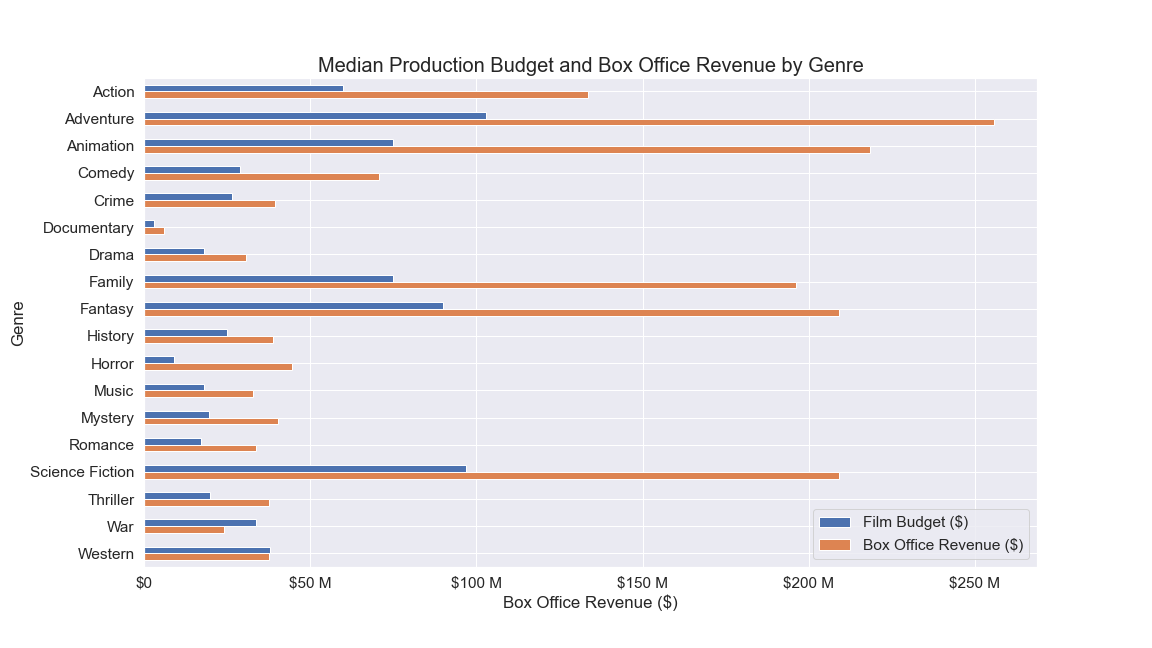 Median Production Budget and Box Office Revenue by Genre
Genre
Action
Adventure
Animation
Comedy
Crime
Documentary
Drama
Family
Fantasy
History
Horror
Music
Mystery
Romance
Science Fiction
Thriller
War
Western
Film Budget ($)
Box Office Revenue ($)
$0 $50 M $100 M $150 M $200 M $250 M
Box Office Revenue ($)